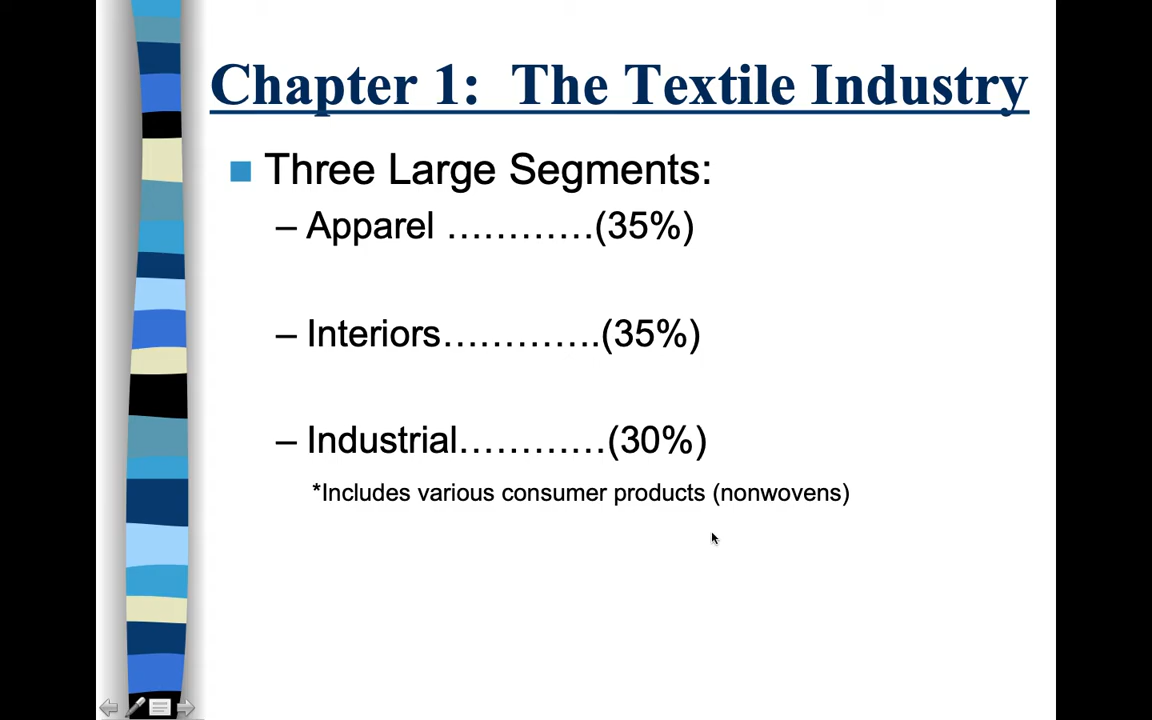 Chapter 1:  The Textile Industry
Three Large Segments:
– Apparel …………(35%)
– Interiors………….(35%)
– Industrial…………(30%)
*Includes various consumer products (nonwovens)